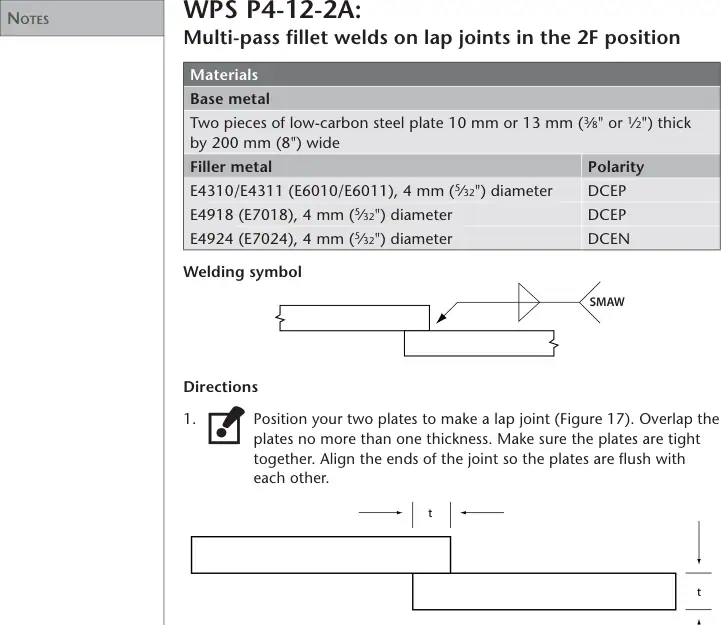 NOTES
WPS P4-12-2A:
Multi-pass fillet welds on lap joints in the 2F position
Materials
Base metal
Two pieces of low-carbon steel plate 10 mm or 13 mm (3⁄8" or 1⁄2") thick
by 200 mm (8") wide
Filler metal Polarity
E4310/E4311 (E6010/E6011), 4 mm (5⁄32") diameter DCEP
E4918 (E7018), 4 mm (5⁄32") diameter DCEP
E4924 (E7024), 4 mm (5⁄32") diameter DCEN
Welding symbol
SMAW
Directions
1. Position your two plates to make a lap joint (Figure 17). Overlap the
plates no more than one thickness. Make sure the plates are tight
together. Align the ends of the joint so the plates are flush with
each other.
t
t